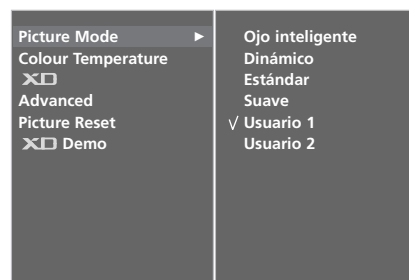 Picture Mode ►
Colour Temperature
XD
Advanced
Picture Reset
XD Demo
Ojo inteligente
Dinámico
Estándar
Suave
√ Usuario 1
Usuario 2